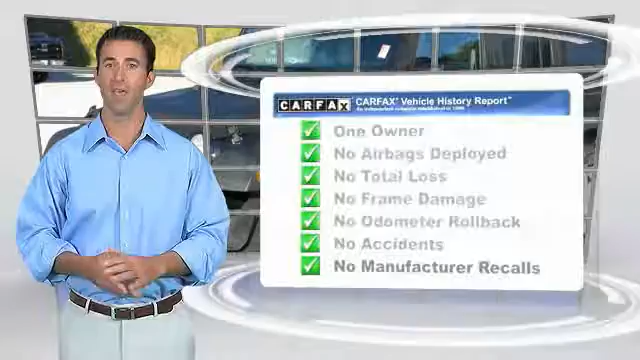 CARFAX CARFAX Vehicle History Report™
One Owner
No Airbags Deployed
No Total Loss
No Frame Damage
No Odometer Rollback
No Accidents
No Manufacturer Recalls